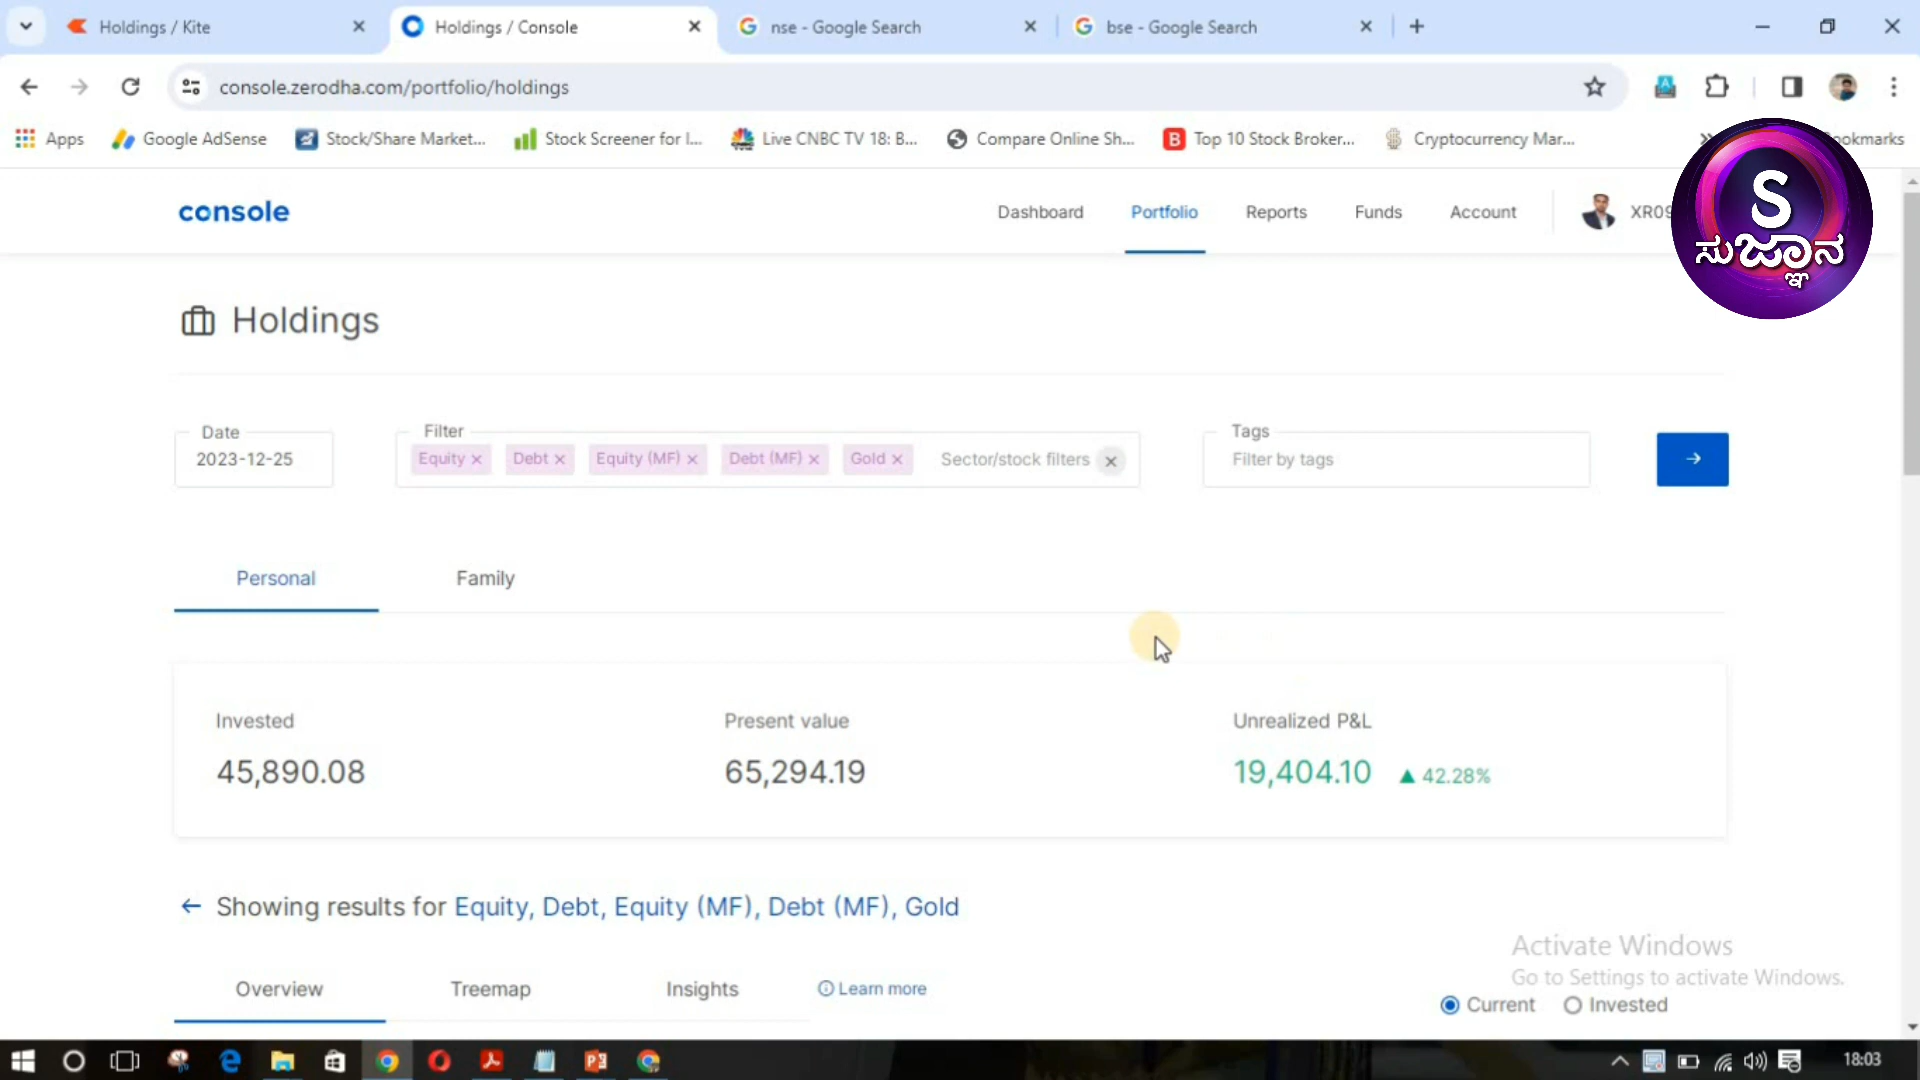 Holdings / Kite
Holdings / Console
nse - Google Search
bse - Google Search
console.zerodha.com/portfolio/holdings
Apps
Google AdSense
Stock/Share Market...
Stock Screener for I...
Live CNBC TV 18: B...
Compare Online Sh...
Top 10 Stock Broker...
Cryptocurrency Mar...
console
Dashboard
Portfolio
Reports
Funds
Account
S
ಸುಜ್ಞಾನ
Holdings
Date
2023-12-25
Filter
Equity × Debt × Equity (MF) × Debt (MF) × Gold × Sector/stock filters ×
Tags
Filter by tags
Personal
Family
Invested
45,890.08
Present value
65,294.19
Unrealized P&L
19,404.10 ▲ 42.28%
← Showing results for Equity, Debt, Equity (MF), Debt (MF), Gold
Overview
Treemap
Insights
Learn more
Activate Windows
Go to Settings to activate Windows.
Current
Invested
18:03